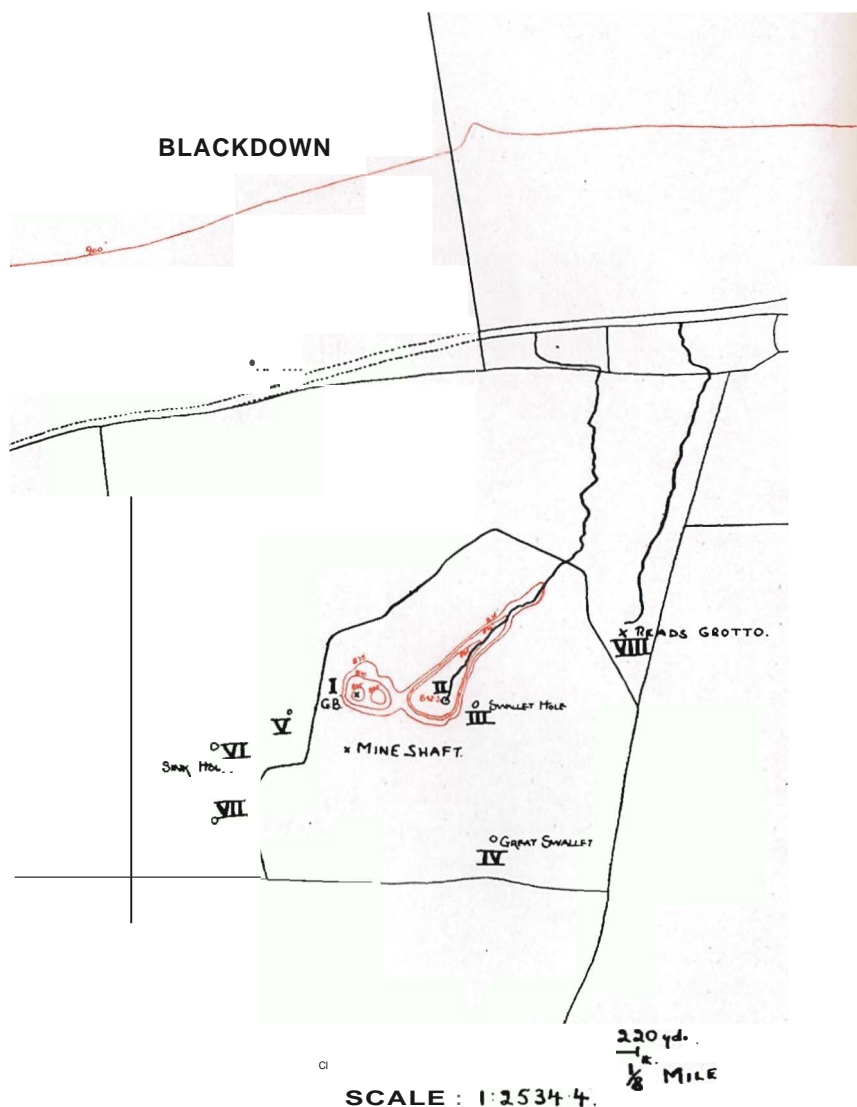 BLACKDOWN
900'
× READS GROTTO.
VIII
I
G.B.
II
SWALLET HOLE
III
V
VI
× MINE SHAFT.
SINK HOL..
VII
GREAT SWALLET
IV
220 yd.
1/8 MILE
CI
SCALE : 1:2534·4.